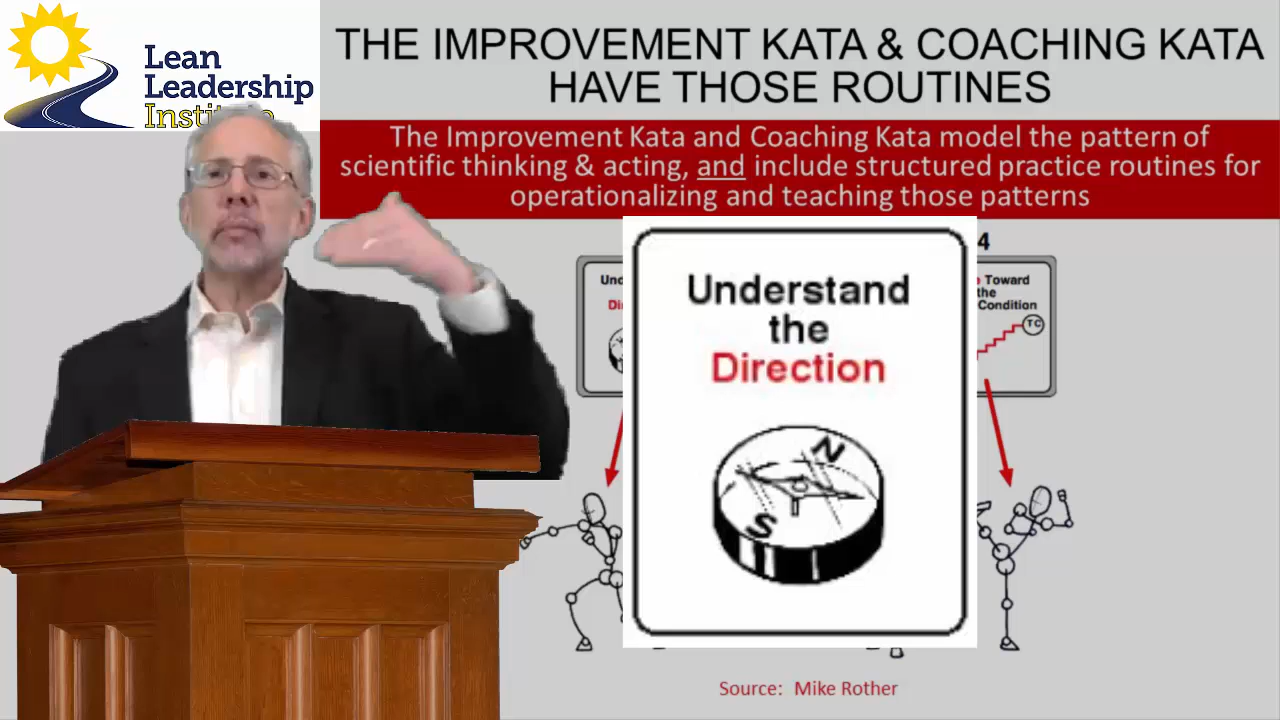 Lean
Leadership
Institute
THE IMPROVEMENT KATA & COACHING KATA
HAVE THOSE ROUTINES
The Improvement Kata and Coaching Kata model the pattern of
scientific thinking & acting, and include structured practice routines for
operationalizing and teaching those patterns
4
Understand
the
Direction
N
S
Toward
the
Condition
TC
Source: Mike Rother